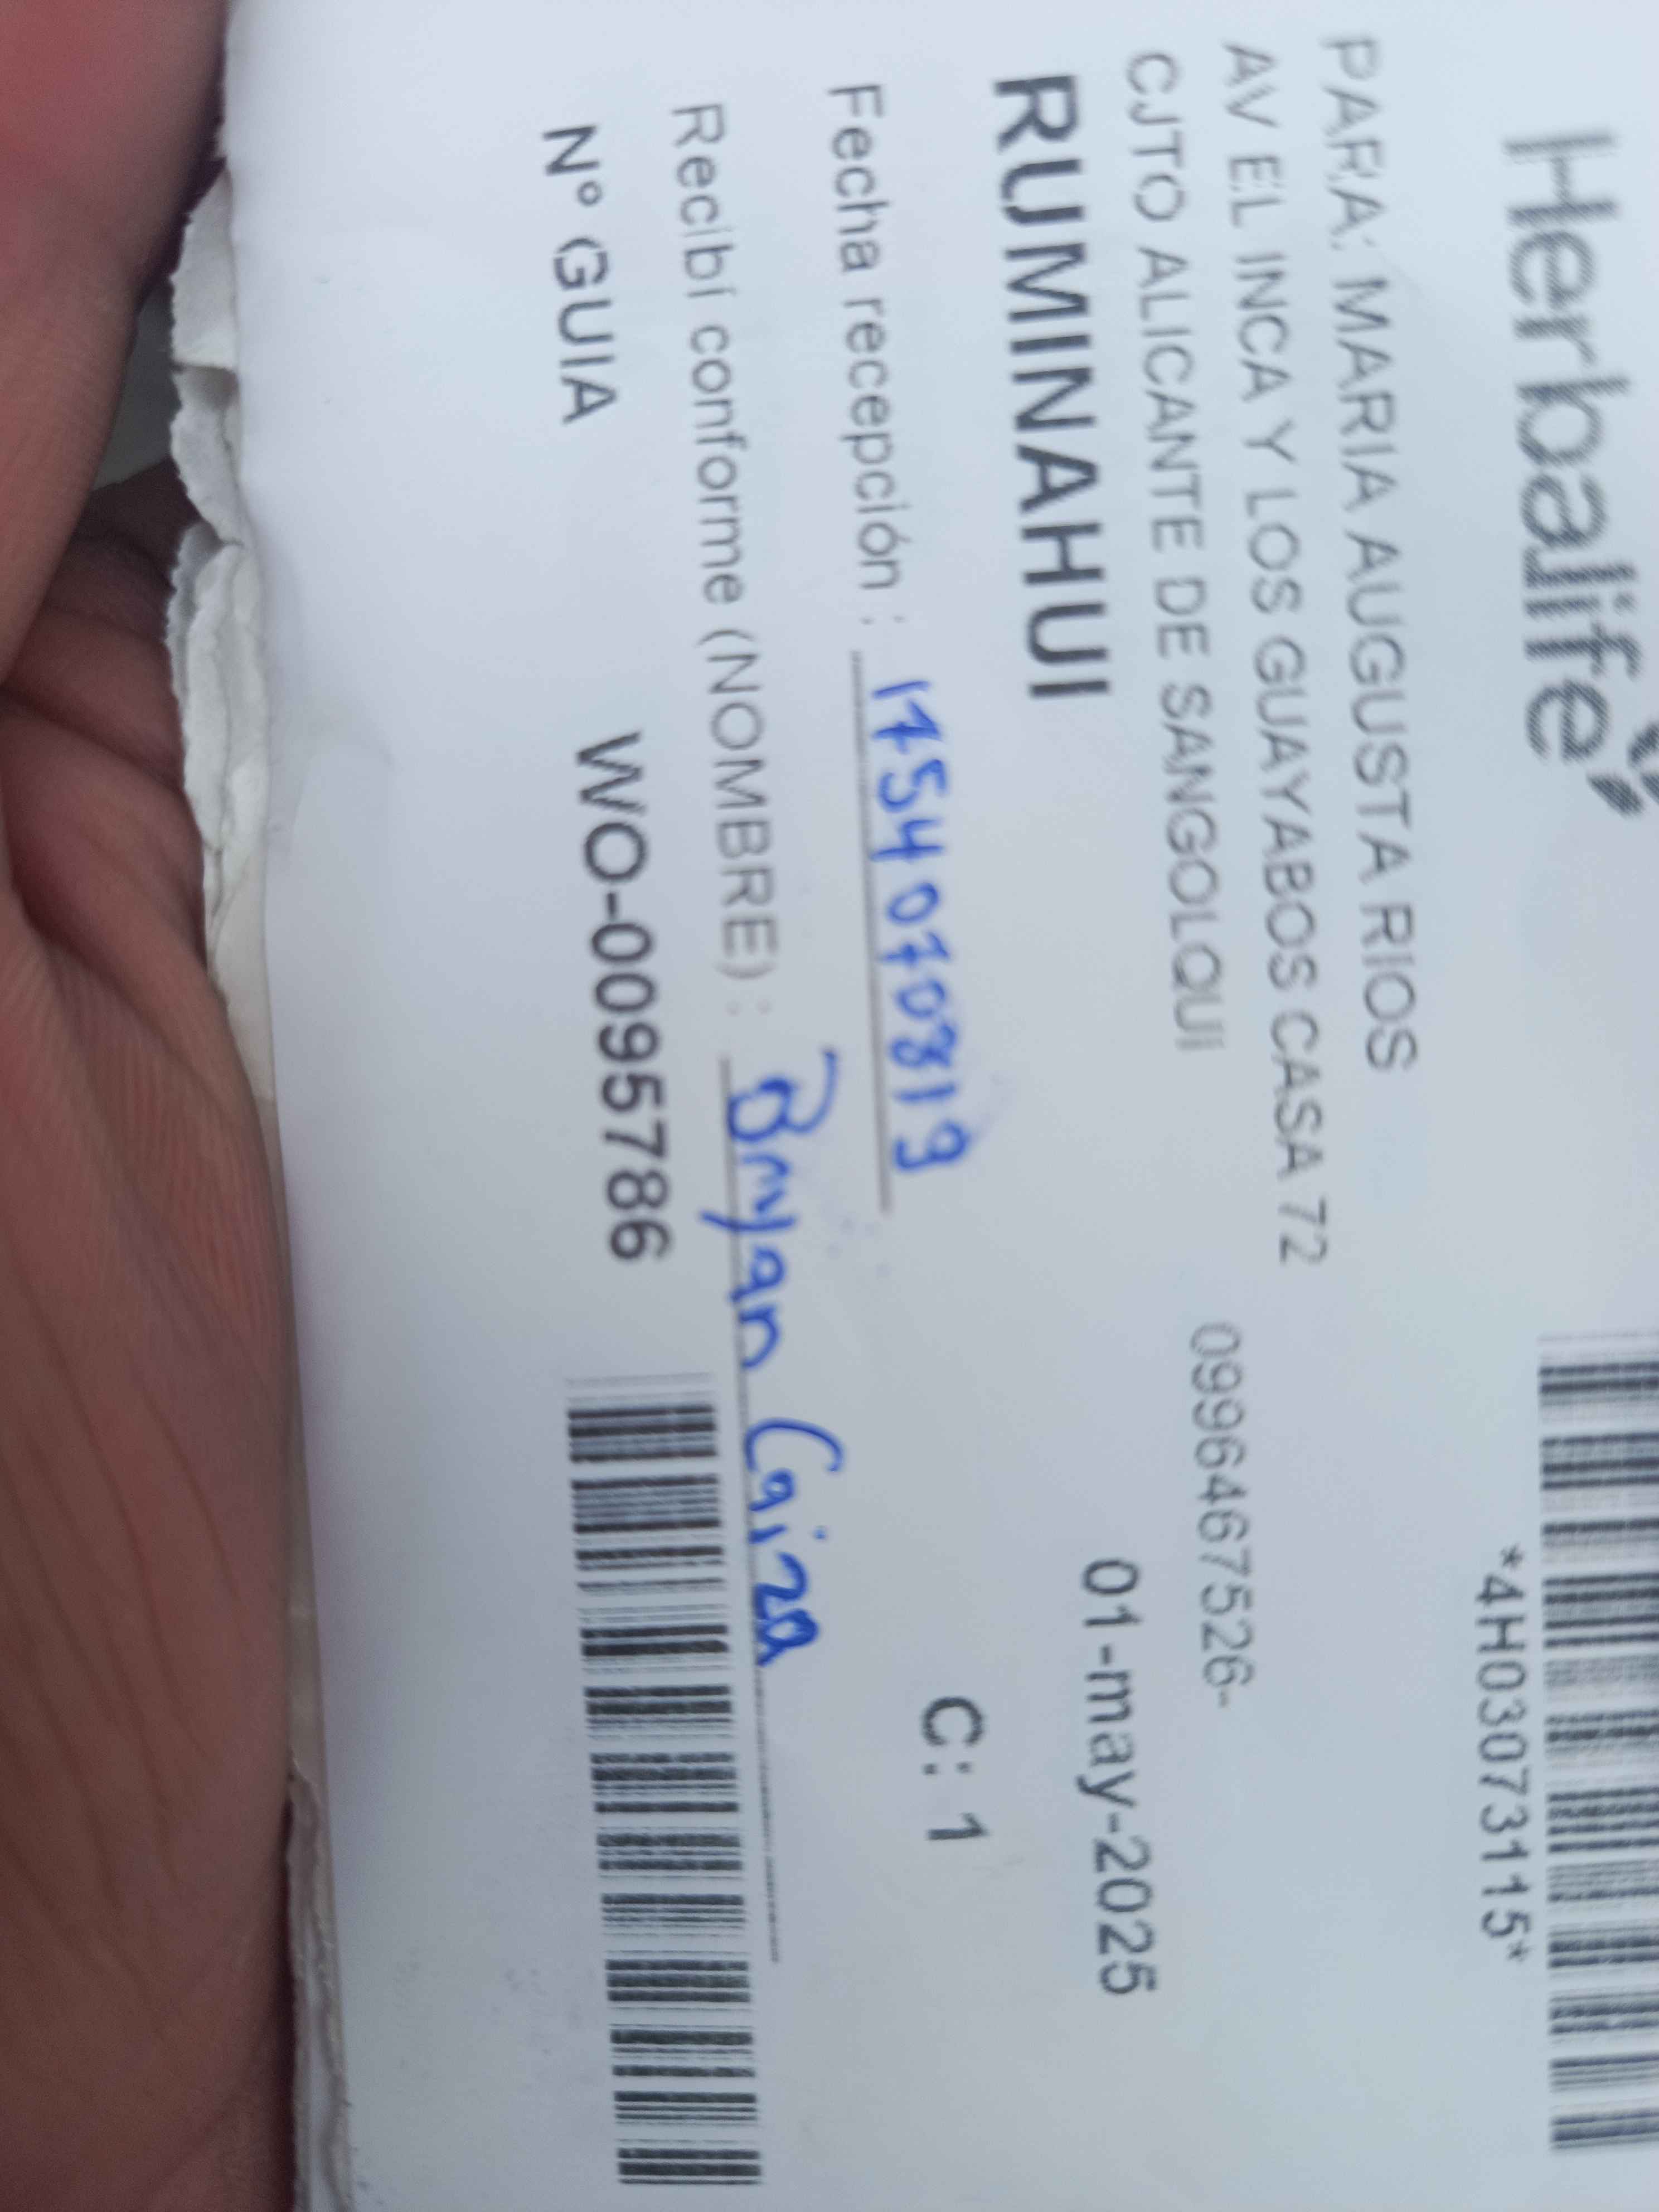 Herbalife
*4H03073115*
PARA: MARIA AUGUSTA RIOS
AV EL INCA Y LOS GUAYABOS CASA 72
CJTO ALICANTE DE SANGOLQUI 0996467526-
RUMINAHUI 01-may-2025
Fecha recepción : 1754070819 C: 1
Recibí conforme (NOMBRE) : Bryan Caiza
N° GUIA WO-0095786